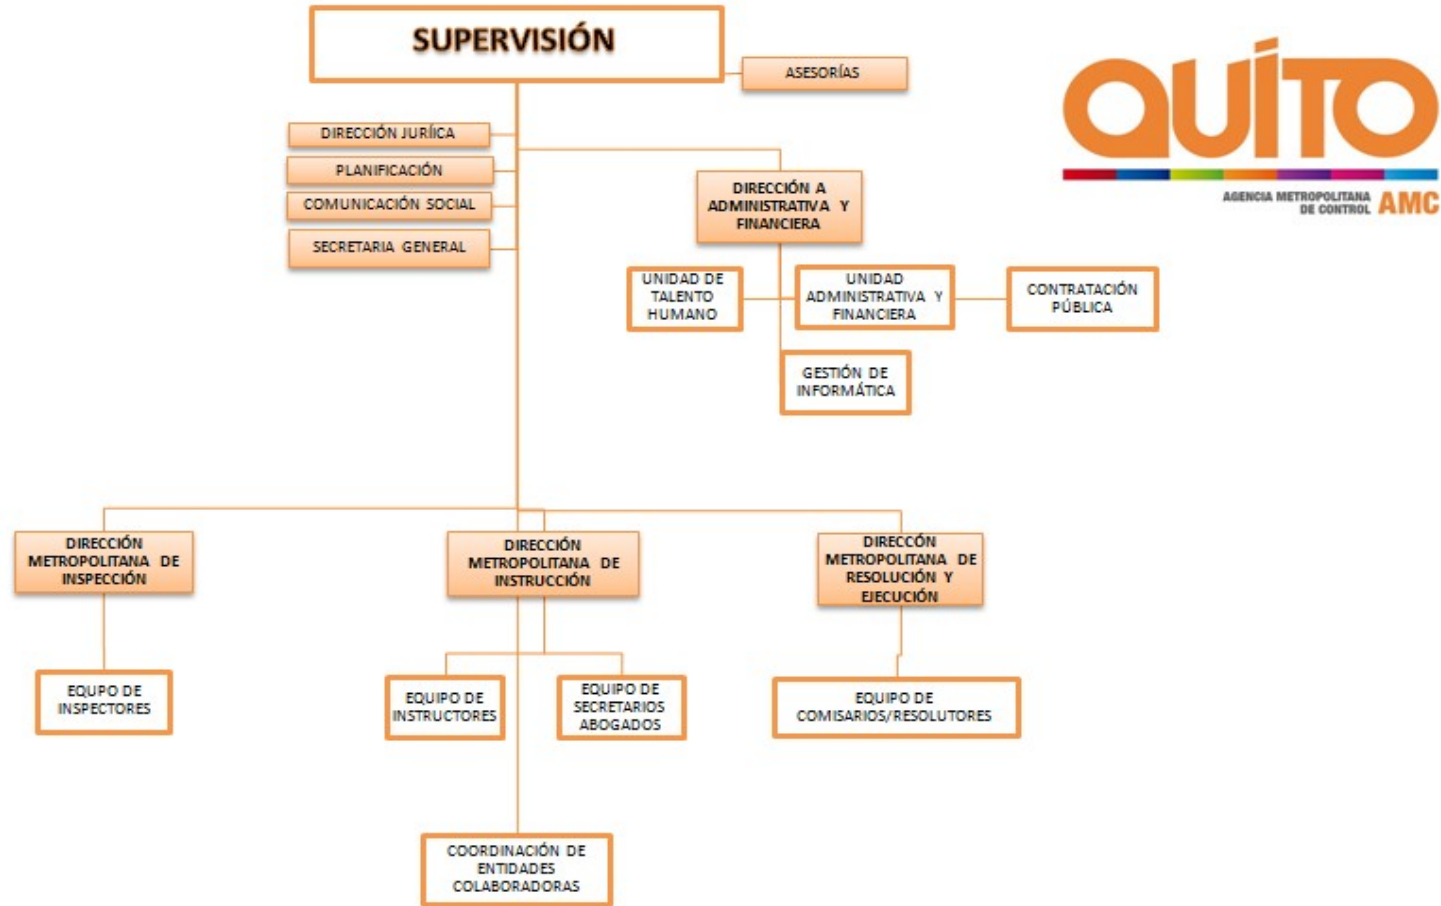 SUPERVISIÓN
ASESORÍAS
QUÍTO
AGENCIA METROPOLITANA
DE CONTROL AMC
DIRECCIÓN JURÍICA
PLANIFICACIÓN
COMUNICACIÓN SOCIAL
SECRETARIA GENERAL
DIRECCIÓN A
ADMINISTRATIVA Y
FINANCIERA
UNIDAD DE
TALENTO
HUMANO
UNIDAD
ADMINISTRATIVA Y
FINANCIERA
CONTRATACIÓN
PÚBLICA
GESTIÓN DE
INFORMÁTICA
DIRECCIÓN
METROPOLITANA DE
INSPECCIÓN
DIRECCIÓN
METROPOLITANA DE
INSTRUCCIÓN
DIRECCÓN
METROPOLITANA DE
RESOLUCIÓN Y
EJECUCIÓN
EQUPO DE
INSPECTORES
EQUIPO DE
INSTRUCTORES
EQUIPO DE
SECRETARIOS
ABOGADOS
EQUIPO DE
COMISARIOS/RESOLUTORES
COORDINACIÓN DE
ENTIDADES
COLABORADORAS